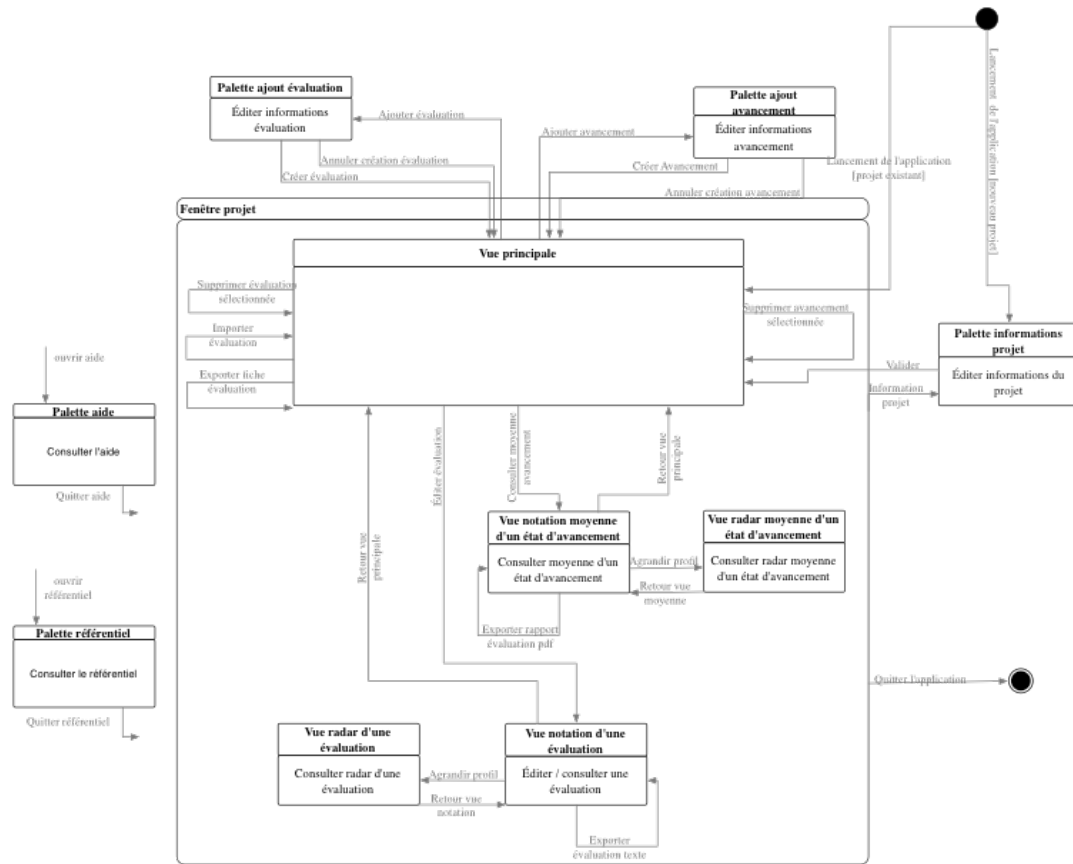 Palette ajout évaluation
Éditer informations
évaluation
Ajouter évaluation
Annuler création évaluation
Créer évaluation
Palette ajout
avancement
Éditer informations
avancement
Ajouter avancement
Créer Avancement
Annuler création avancement
Lancement de l'application
[projet existant]
Lancement de l'application [nouveau projet]
Fenêtre projet
Vue principale
Supprimer évaluation
sélectionnée
Importer
évaluation
Exporter fiche
évaluation
Supprimer avancement
sélectionnée
Palette informations
projet
Éditer informations du
projet
Valider
Information
projet
ouvrir aide
Palette aide
Consulter l'aide
Quitter aide
ouvrir
référentiel
Palette référentiel
Consulter le référentiel
Quitter référentiel
Retour vue
principale
Éditer évaluation
Consulter moyenne
avancement
Retour vue
principale
Vue notation moyenne
d'un état d'avancement
Consulter moyenne d'un
état d'avancement
Agrandir profil
Retour vue
moyenne
Vue radar moyenne d'un
état d'avancement
Consulter radar moyenne
d'un état d'avancement
Exporter rapport
évaluation pdf
Quitter l'application
Vue radar d'une
évaluation
Consulter radar d'une
évaluation
Agrandir profil
Retour vue
notation
Vue notation d'une
évaluation
Éditer / consulter une
évaluation
Exporter
évaluation texte